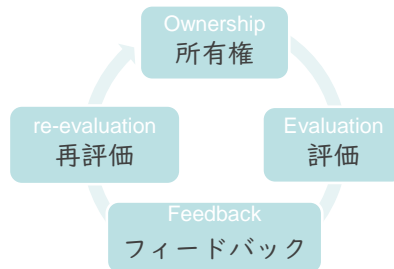 Ownership
所有権
Evaluation
評価
Feedback
フィードバック
re-evaluation
再評価